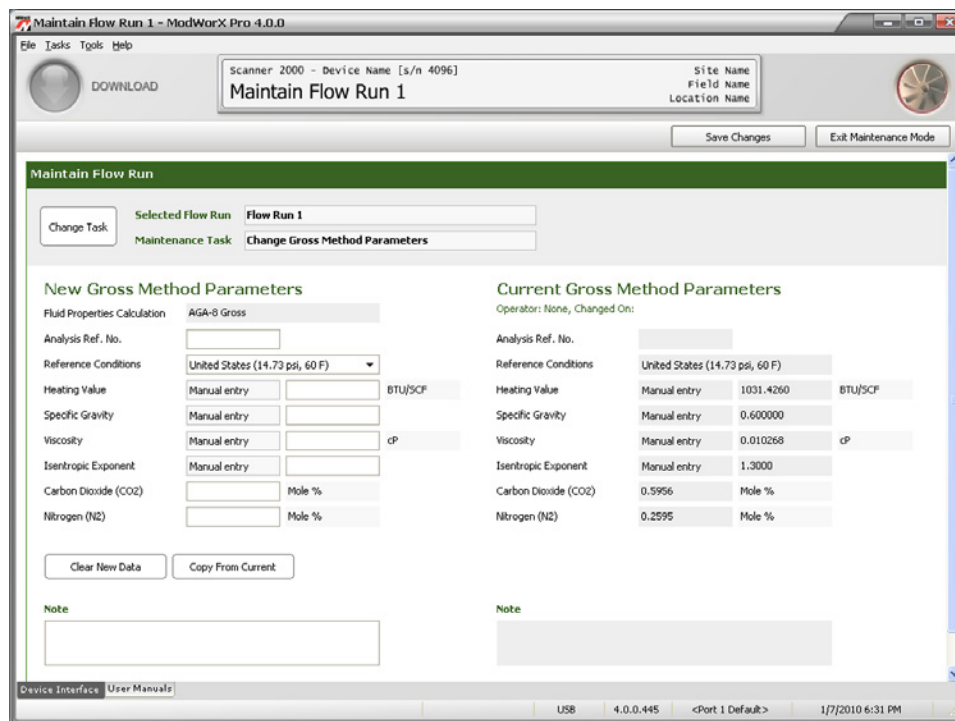 Maintain Flow Run 1 - ModWorX Pro 4.0.0
File Tasks Tools Help
DOWNLOAD
Scanner 2000 - Device Name [s/n 4096]
Maintain Flow Run 1
Site Name
Field Name
Location Name
Save Changes
Exit Maintenance Mode
Maintain Flow Run
Change Task
Selected Flow Run Flow Run 1
Maintenance Task Change Gross Method Parameters
New Gross Method Parameters
Fluid Properties Calculation AGA-8 Gross
Analysis Ref. No.
Reference Conditions United States (14.73 psi, 60 F)
Heating Value Manual entry BTU/SCF
Specific Gravity Manual entry
Viscosity Manual entry cP
Isentropic Exponent Manual entry
Carbon Dioxide (CO2) Mole %
Nitrogen (N2) Mole %
Clear New Data Copy From Current
Note
Current Gross Method Parameters
Operator: None, Changed On:
Analysis Ref. No.
Reference Conditions United States (14.73 psi, 60 F)
Heating Value Manual entry 1031.4260 BTU/SCF
Specific Gravity Manual entry 0.600000
Viscosity Manual entry 0.010268 cP
Isentropic Exponent Manual entry 1.3000
Carbon Dioxide (CO2) 0.5956 Mole %
Nitrogen (N2) 0.2595 Mole %
Note
Device Interface User Manuals
USB 4.0.0.445 <Port 1 Default> 1/7/2010 6:31 PM